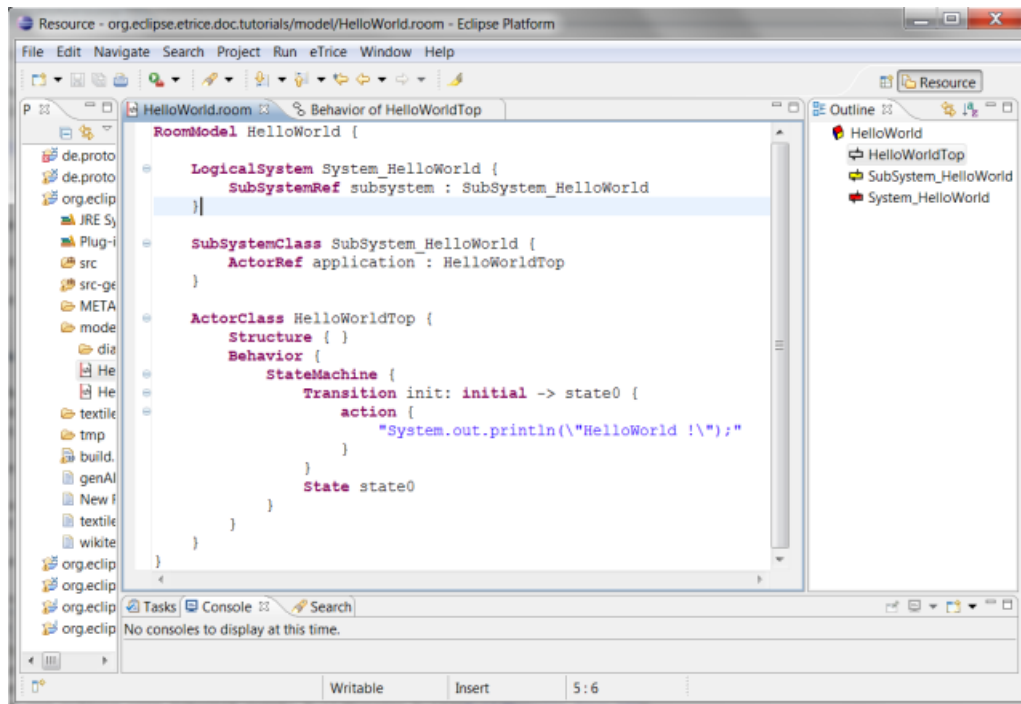 Resource - org.eclipse.etrice.doc.tutorials/model/HelloWorld.room - Eclipse Platform
File Edit Navigate Search Project Run eTrice Window Help
Resource
P
de.proto
de.proto
org.eclip
JRE Sy
Plug-i
src
src-ge
META
mode
dia
He
He
textile
tmp
build.
genAl
New F
textile
wikite
org.eclip
org.eclip
org.eclip
org.eclip
HelloWorld.room Behavior of HelloWorldTop
RoomModel HelloWorld {
LogicalSystem System_HelloWorld {
SubSystemRef subsystem : SubSystem_HelloWorld
}
SubSystemClass SubSystem_HelloWorld {
ActorRef application : HelloWorldTop
}
ActorClass HelloWorldTop {
Structure { }
Behavior {
StateMachine {
Transition init: initial -> state0 {
action {
"System.out.println(\"HelloWorld !\");"
}
}
State state0
}
}
}
}
Outline
HelloWorld
HelloWorldTop
SubSystem_HelloWorld
System_HelloWorld
Tasks Console Search
No consoles to display at this time.
Writable Insert 5:6